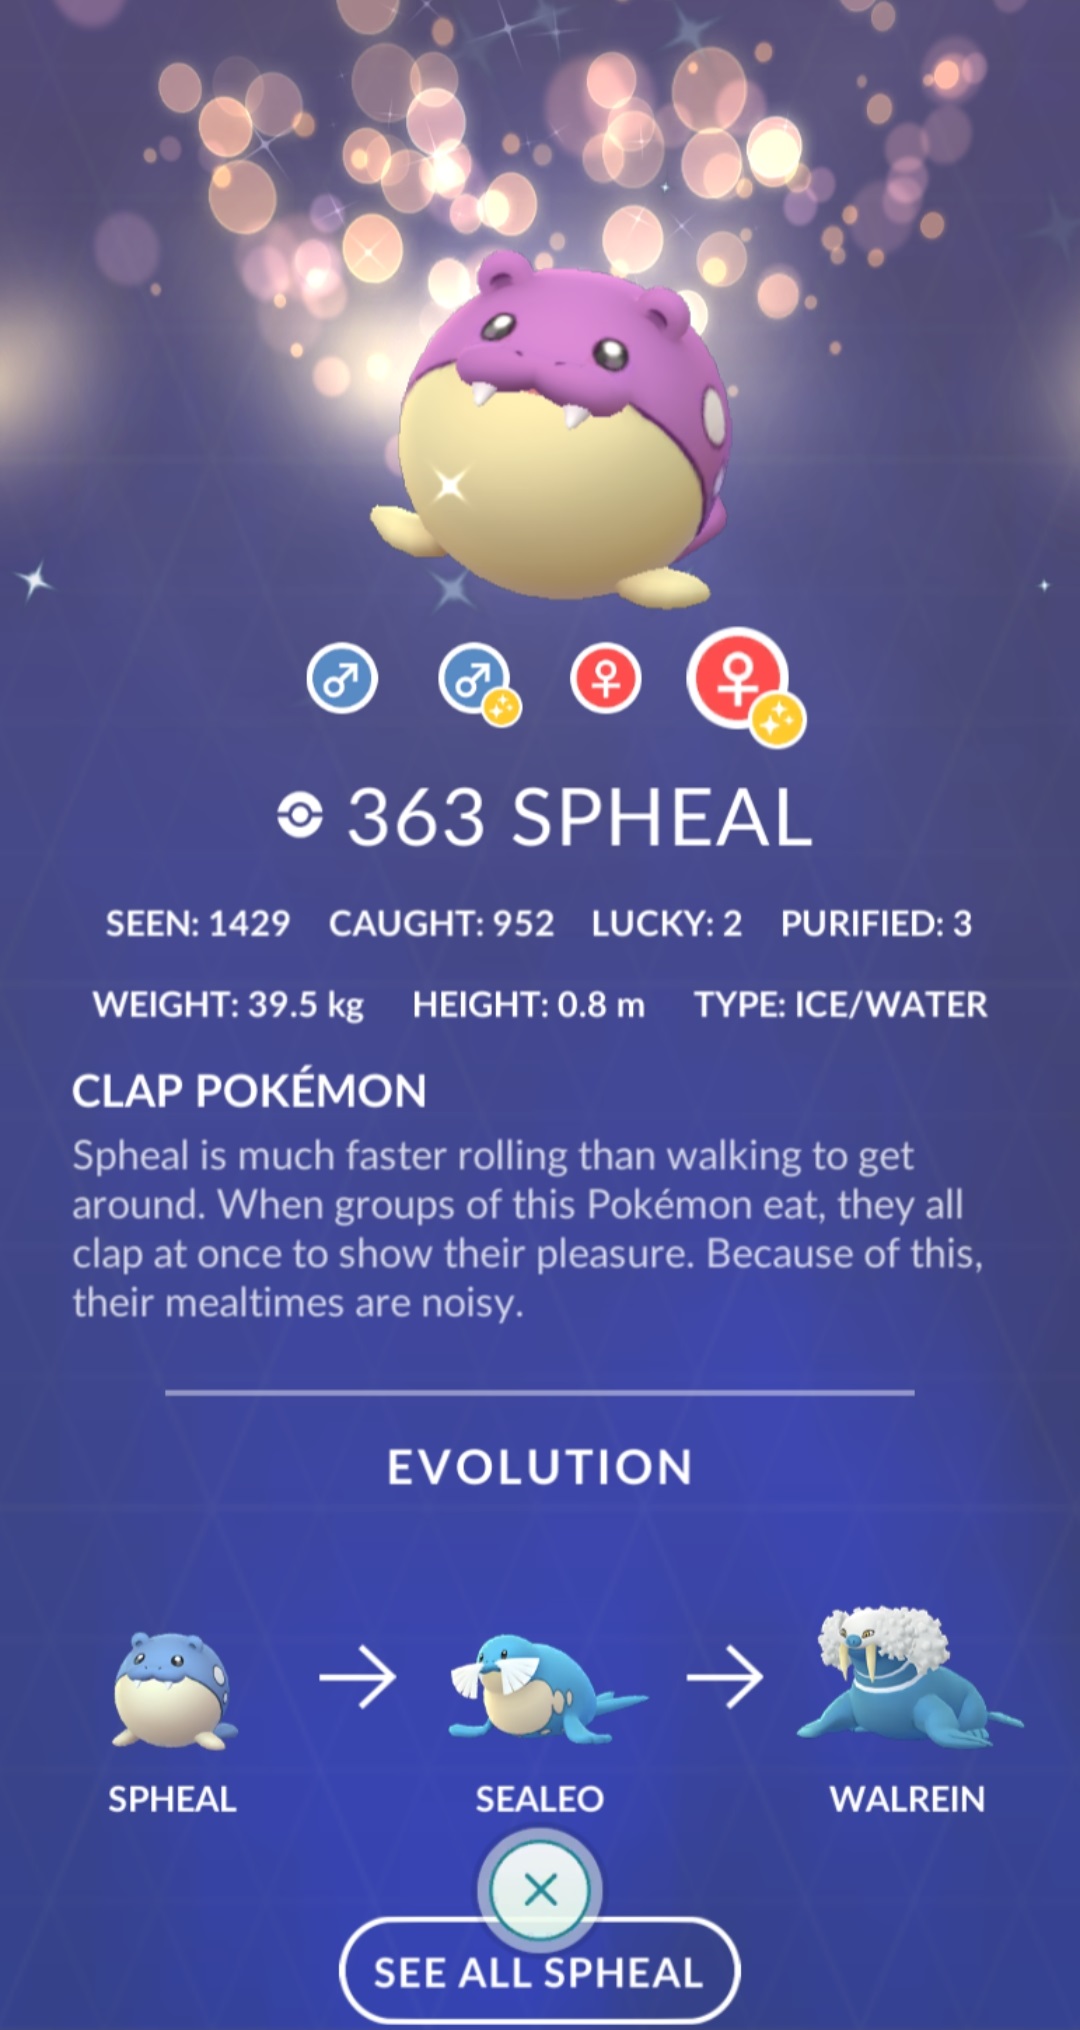 363 SPHEAL
SEEN: 1429 CAUGHT: 952 LUCKY: 2 PURIFIED: 3
WEIGHT: 39.5 kg HEIGHT: 0.8 m TYPE: ICE/WATER
CLAP POKÉMON
Spheal is much faster rolling than walking to get
around. When groups of this Pokémon eat, they all
clap at once to show their pleasure. Because of this,
their mealtimes are noisy.
EVOLUTION
SPHEAL SEALEO WALREIN
SEE ALL SPHEAL